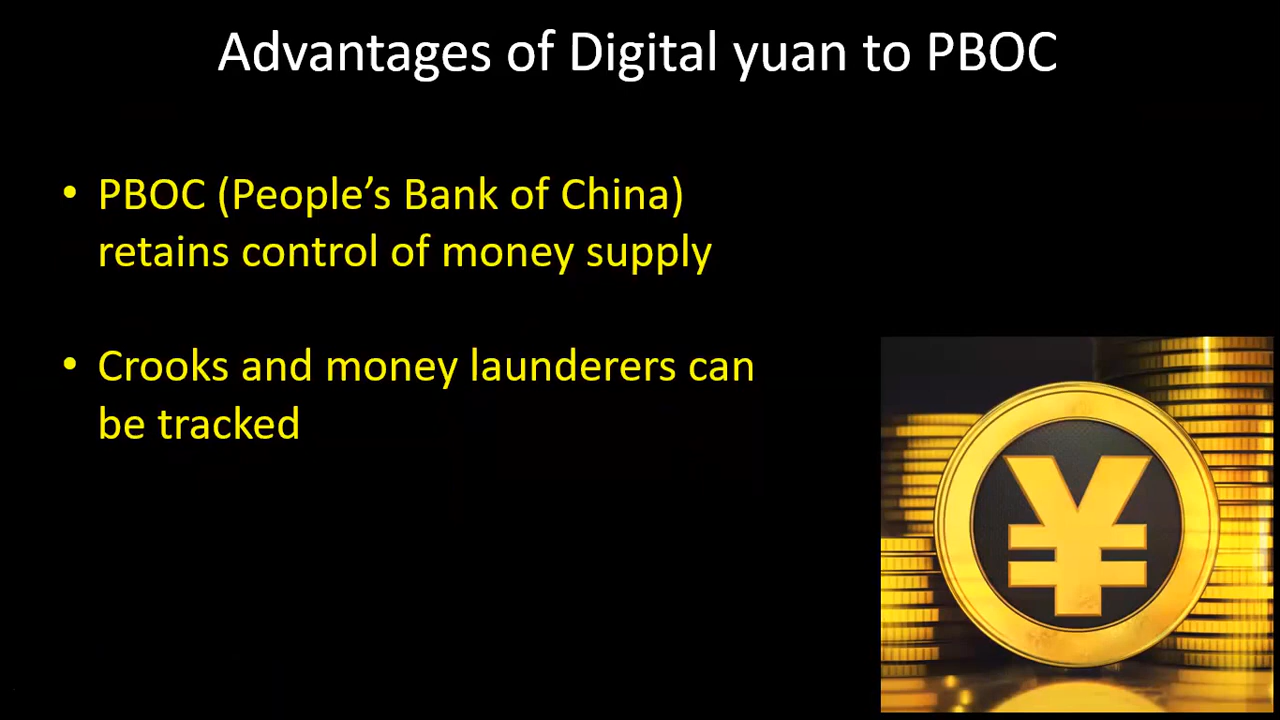 Advantages of Digital yuan to PBOC
• PBOC (People’s Bank of China)
retains control of money supply
• Crooks and money launderers can
be tracked
¥